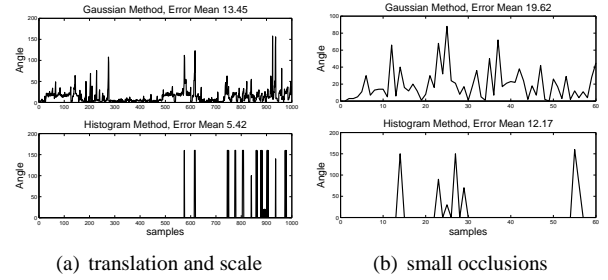 Gaussian Method, Error Mean 13.45
Angle
200
150
100
50
0
0 100 200 300 400 500 600 700 800 900 1000
Histogram Method, Error Mean 5.42
Angle
200
150
100
50
0
0 100 200 300 400 500 600 700 800 900 1000
samples
(a) translation and scale
Gaussian Method, Error Mean 19.62
Angle
100
80
60
40
20
0
0 10 20 30 40 50 60
Histogram Method, Error Mean 12.17
Angle
200
150
100
50
0
0 10 20 30 40 50 60
samples
(b) small occlusions